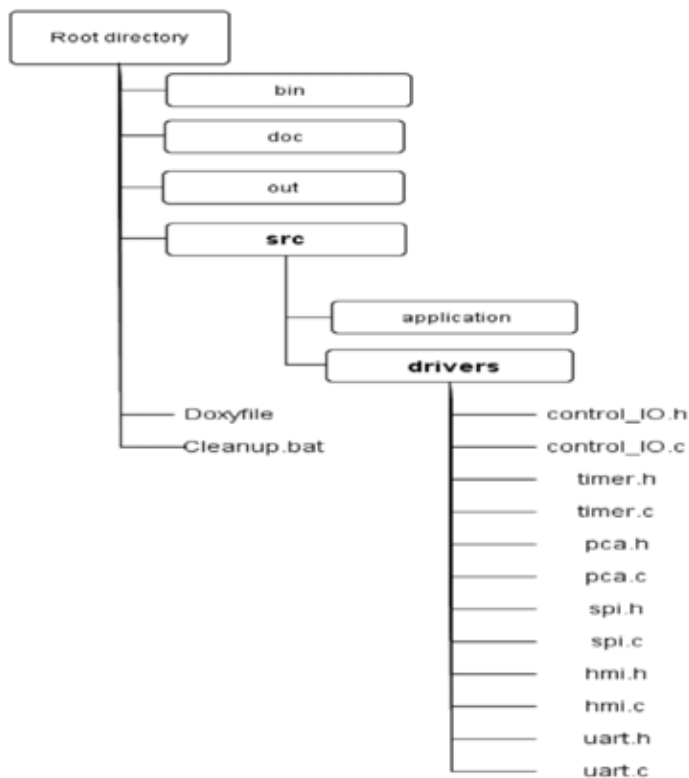 Root directory
bin
doc
out
src
application
drivers
Doxyfile
control_IO.h
Cleanup.bat
control_IO.c
timer.h
timer.c
pca.h
pca.c
spi.h
spi.c
hmi.h
hmi.c
uart.h
uart.c